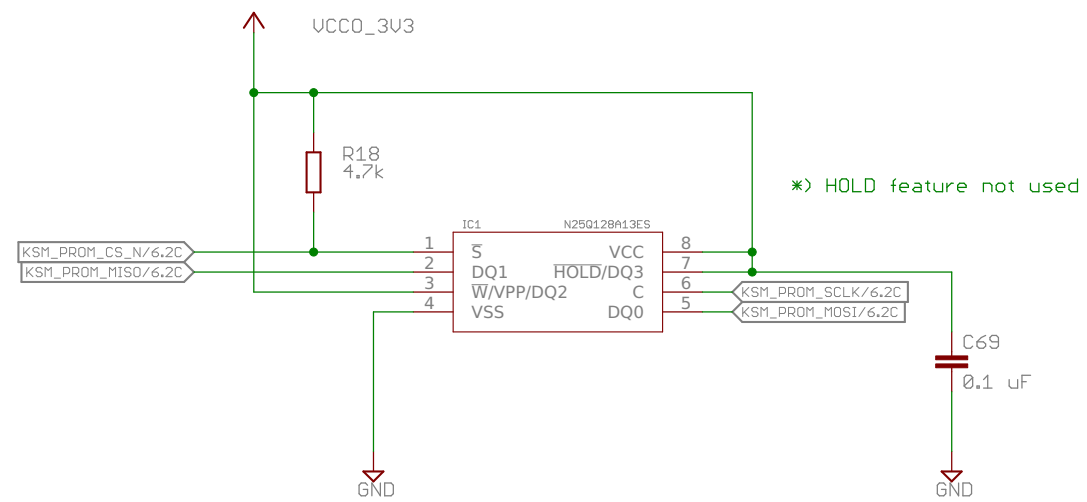 VCCO_3V3
R18
4.7k
*) HOLD feature not used
IC1 N25Q128A13ES
KSM_PROM_CS_N/6.2C 1 S VCC 8
KSM_PROM_MISO/6.2C 2 DQ1 HOLD/DQ3 7
3 W/VPP/DQ2 C 6 KSM_PROM_SCLK/6.2C
4 VSS DQ0 5 KSM_PROM_MOSI/6.2C
C69
0.1 uF
GND GND